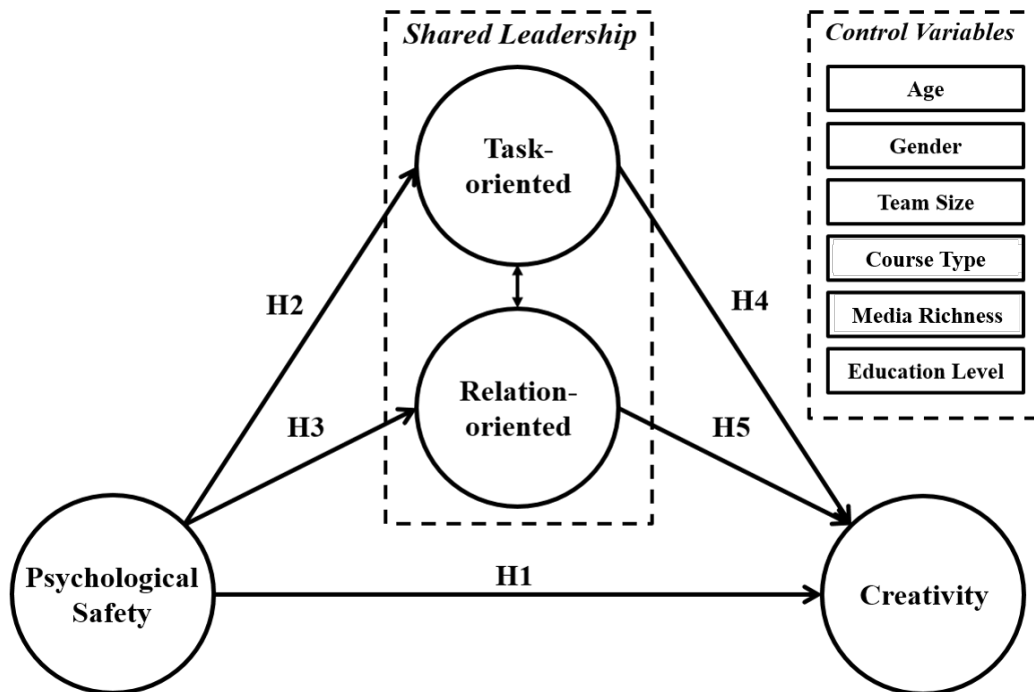 Shared Leadership
Task-
oriented
Relation-
oriented
Control Variables
Age
Gender
Team Size
Course Type
Media Richness
Education Level
H2
H3
H4
H5
H1
Psychological
Safety
Creativity